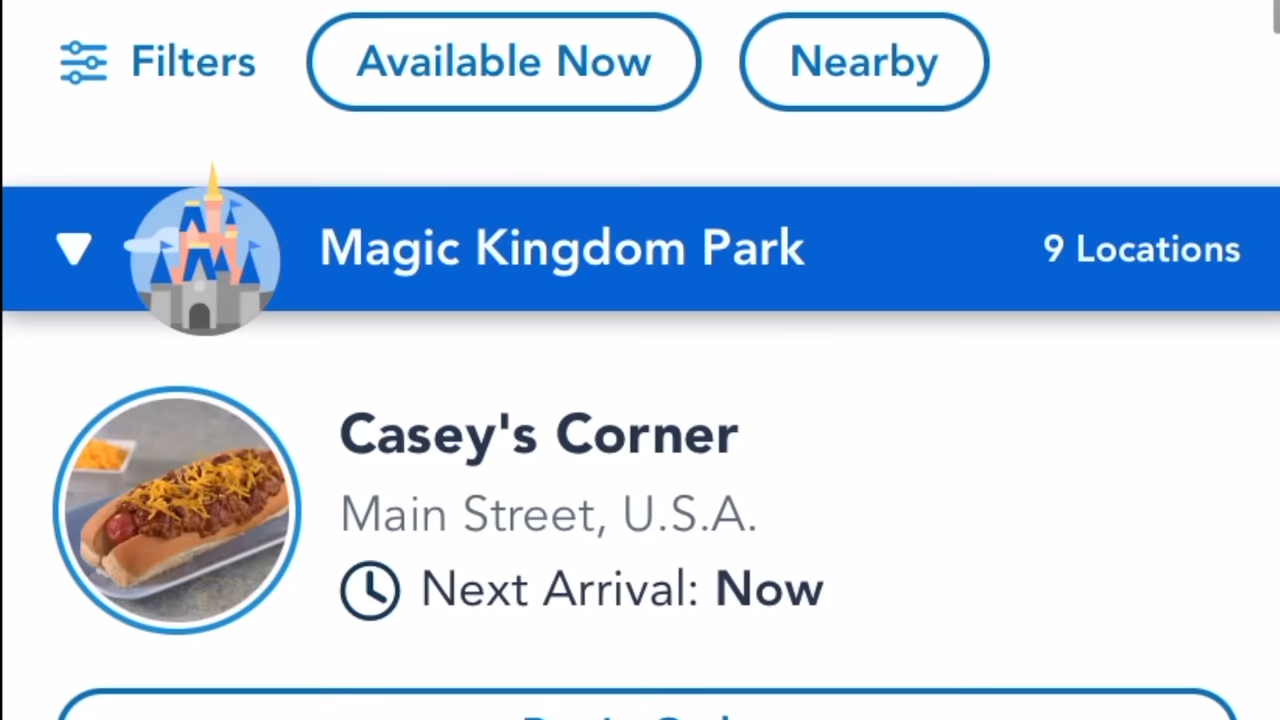 Filters Available Now Nearby
Magic Kingdom Park 9 Locations
Casey's Corner
Main Street, U.S.A.
Next Arrival: Now